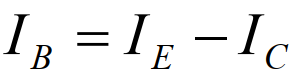 I_B = I_E − I_C